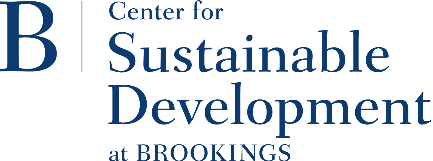 B
Center for
Sustainable
Development
at BROOKINGS